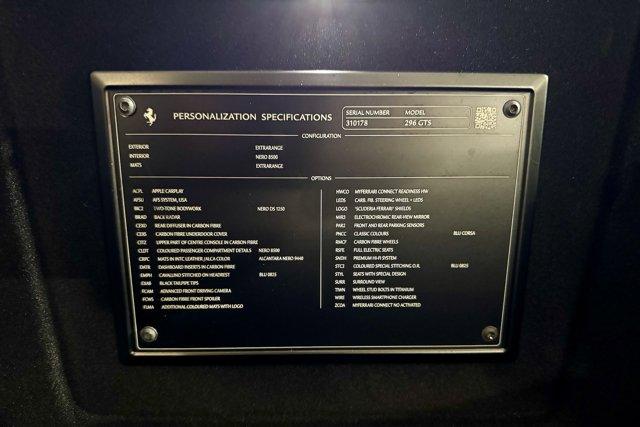 PERSONALIZATION SPECIFICATIONS
SERIAL NUMBER MODEL
310178 296 GTS
CONFIGURATION
EXTERIOR EXTRARANGE
INTERIOR NERO 8500
MATS EXTRARANGE
OPTIONS
ACPL APPLE CARPLAY
AFSU AFS SYSTEM, USA
BIC2 TWO-TONE BODYWORK NERO DS 1250
BRAD BACK RADAR
CEXD REAR DIFFUSER IN CARBON FIBRE
CFBS CARBON FIBRE UNDERDOOR COVER
CITZ UPPER PART OF CENTRE CONSOLE IN CARBON FIBRE
CLDT COLOURED PASSENGER COMPARTMENT DETAILS NERO 8500
CRPC MATS IN INT.C LEATHER /ALCA COLOR ALCANTARA NERO 9440
DATR DASHBOARD INSERTS IN CARBON FIBRE
EMPH CAVALLINO STITCHED ON HEADREST BLU 0825
EXAB BLACK TAILPIPE TIPS
FCAM ADVANCED FRONT DRIVING CAMERA
FCWS CARBON FIBRE FRONT SPOILER
FLMA ADDITIONAL COLOURED MATS WITH LOGO
HWCO MYFERRARI CONNECT READINESS HW
LEDS CARB. FIB. STEERING WHEEL + LEDS
LOGO "SCUDERIA FERRARI" SHIELDS
MIR3 ELECTROCHROMIC REAR-VIEW MIRROR
PAR2 FRONT AND REAR PARKING SENSORS
PNCC CLASSIC COLOURS BLU CORSA
RMCF CARBON FIBRE WHEELS
RSFE FULL ELECTRIC SEATS
SNDH PREMIUM HI-FI SYSTEM
STC2 COLOURED SPECIAL STITCHING O.R. BLU 0825
STYL SEATS WITH SPECIAL DESIGN
SURR SURROUND VIEW
TIWN WHEEL STUD BOLTS IN TITANIUM
WIRE WIRELESS SMARTPHONE CHARGER
ZCOA MYFERRARI CONNECT NO ACTIVATED